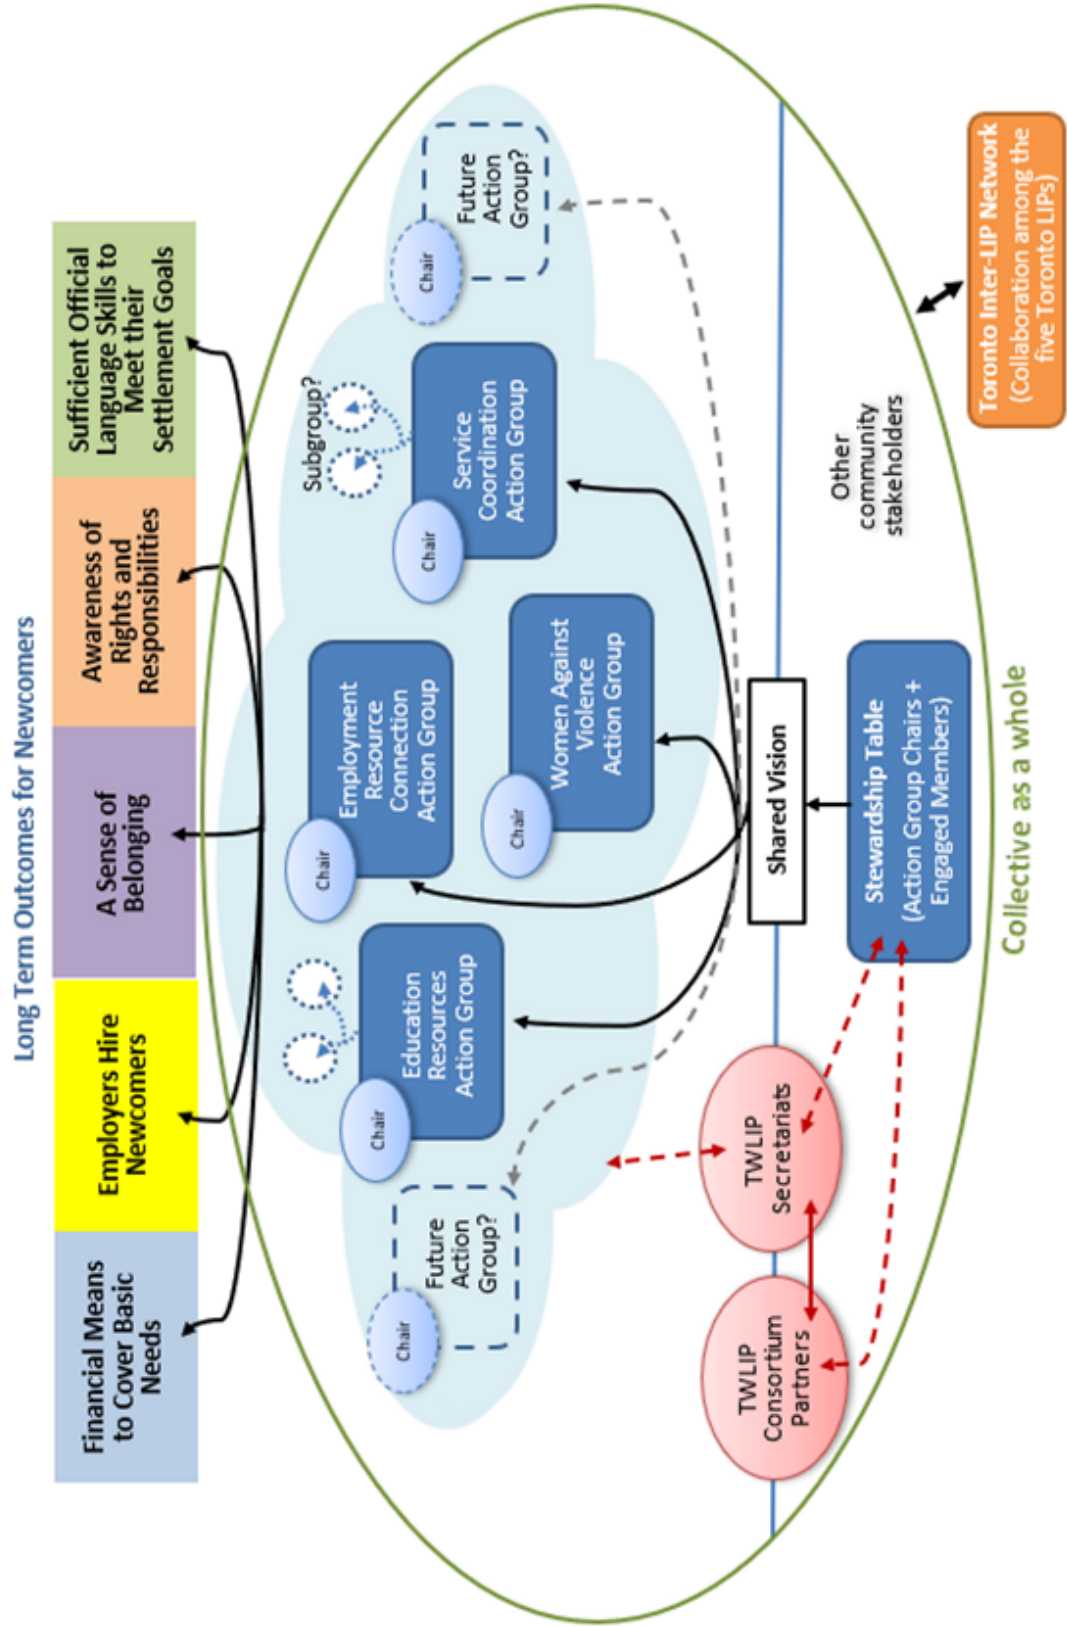 Long Term Outcomes for Newcomers
Financial Means
to Cover Basic
Needs
Employers Hire
Newcomers
A Sense of
Belonging
Awareness of
Rights and
Responsibilities
Sufficient Official
Language Skills to
Meet their
Settlement Goals
Chair
Future
Action
Group?
Chair
Education
Resources
Action Group
Chair
Employment
Resource
Connection
Action Group
Chair
Women Against
Violence
Action Group
Subgroup?
Chair
Service
Coordination
Action Group
Chair
Future
Action
Group?
TWLIP
Consortium
Partners
TWLIP
Secretariats
Shared Vision
Stewardship Table
(Action Group Chairs +
Engaged Members)
Other
community
stakeholders
Collective as a whole
Toronto Inter-LIP Network
(Collaboration among the
five Toronto LIPs)